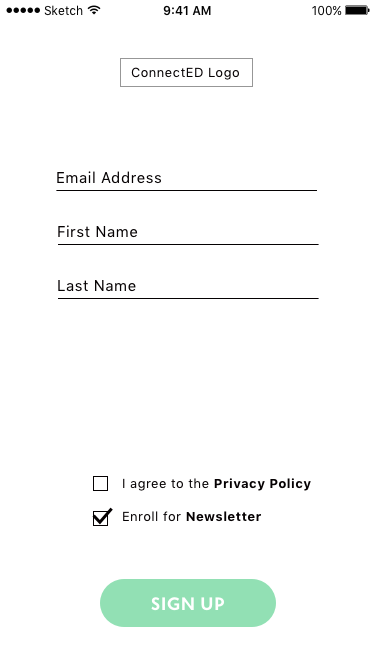 Sketch 9:41 AM 100%
ConnectED Logo
Email Address
First Name
Last Name
I agree to the Privacy Policy
Enroll for Newsletter
SIGN UP